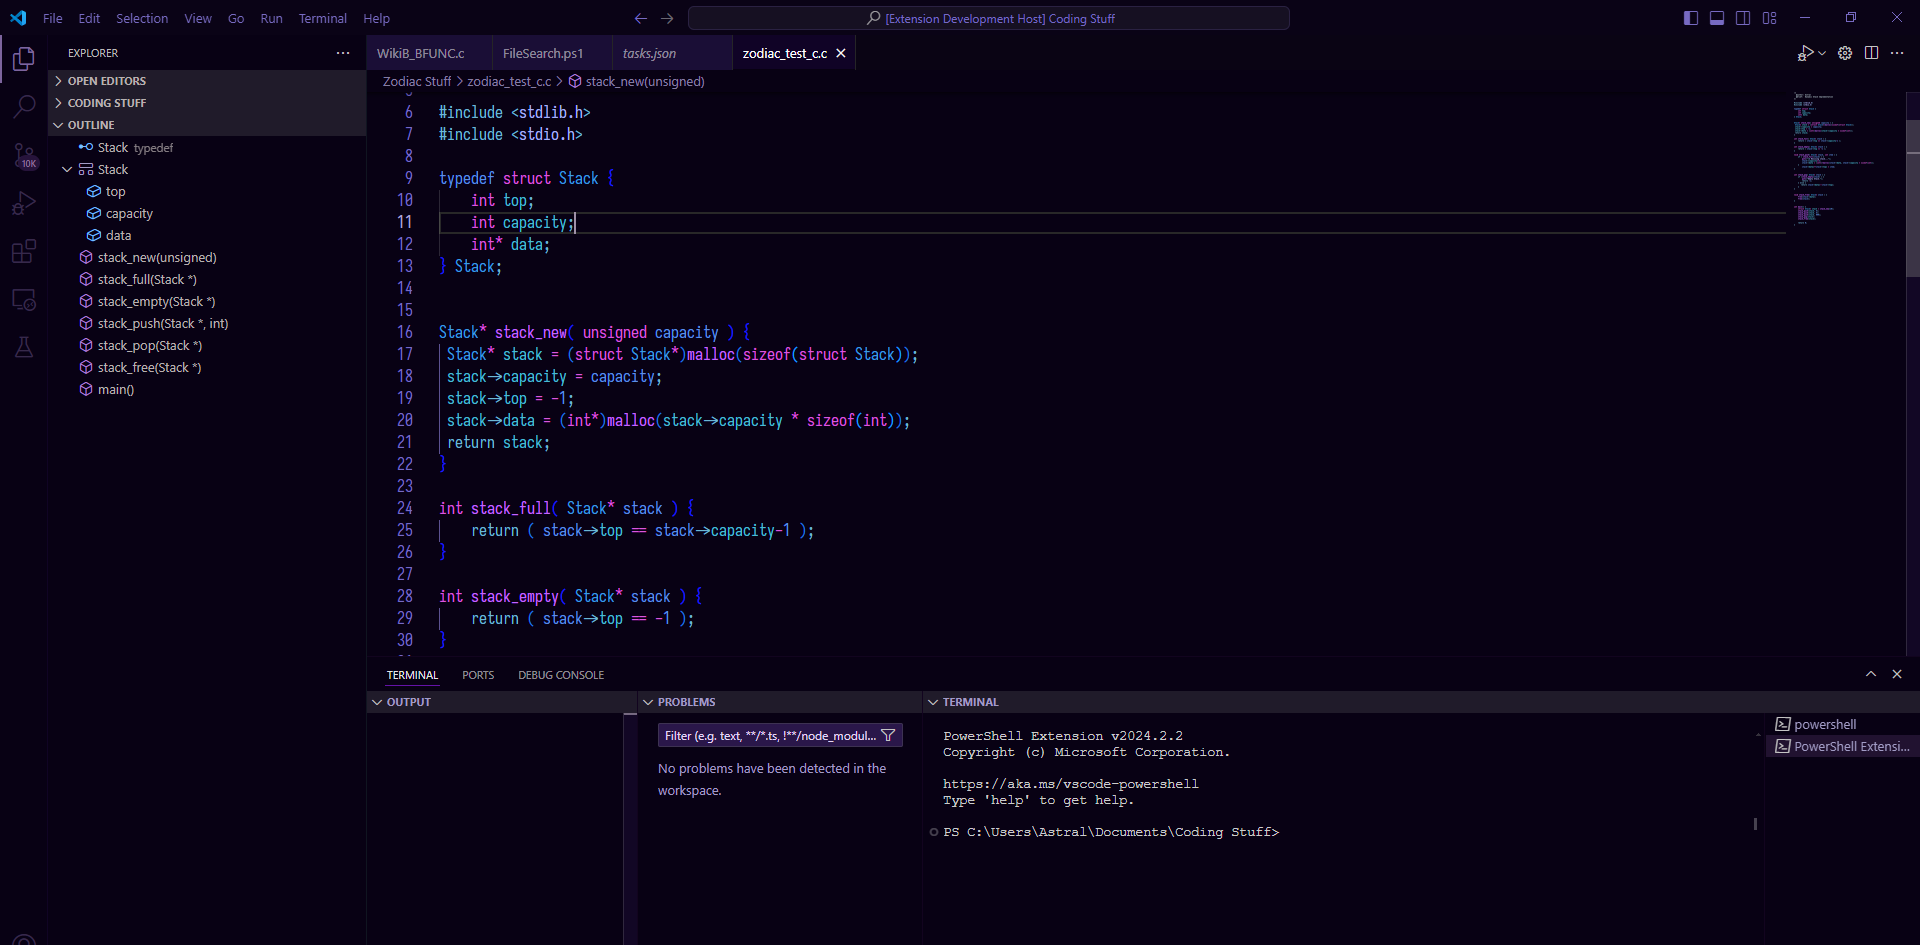 File Edit Selection View Go Run Terminal Help
[Extension Development Host] Coding Stuff
EXPLORER
OPEN EDITORS
CODING STUFF
OUTLINE
Stack typedef
Stack
top
capacity
data
stack_new(unsigned)
stack_full(Stack *)
stack_empty(Stack *)
stack_push(Stack *, int)
stack_pop(Stack *)
stack_free(Stack *)
main()
10K
WikiB_BFUNC.c FileSearch.ps1 tasks.json zodiac_test_c.c
Zodiac Stuff > zodiac_test_c.c > stack_new(unsigned)
6 #include <stdlib.h>
7 #include <stdio.h>
8
9 typedef struct Stack {
10     int top;
11     int capacity;
12     int* data;
13 } Stack;
14
15
16 Stack* stack_new( unsigned capacity ) {
17  Stack* stack = (struct Stack*)malloc(sizeof(struct Stack));
18  stack->capacity = capacity;
19  stack->top = -1;
20  stack->data = (int*)malloc(stack->capacity * sizeof(int));
21  return stack;
22 }
23
24 int stack_full( Stack* stack ) {
25     return ( stack->top == stack->capacity-1 );
26 }
27
28 int stack_empty( Stack* stack ) {
29     return ( stack->top == -1 );
30 }
TERMINAL PORTS DEBUG CONSOLE
OUTPUT
PROBLEMS
Filter (e.g. text, **/*.ts, !**/node_modul...
No problems have been detected in the
workspace.
TERMINAL
PowerShell Extension v2024.2.2
Copyright (c) Microsoft Corporation.
https://aka.ms/vscode-powershell
Type 'help' to get help.
PS C:\Users\Astral\Documents\Coding Stuff>
powershell
PowerShell Extensi...